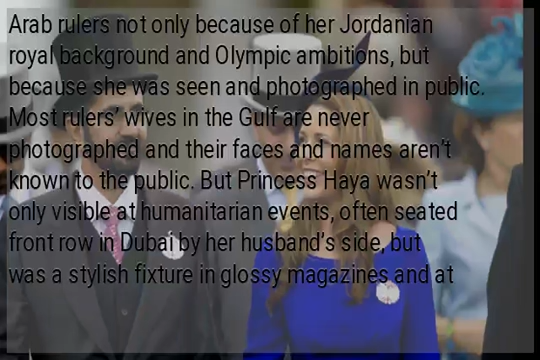 Arab rulers not only because of her Jordanian
royal background and Olympic ambitions, but
because she was seen and photographed in public.
Most rulers’ wives in the Gulf are never
photographed and their faces and names aren’t
known to the public. But Princess Haya wasn’t
only visible at humanitarian events, often seated
front row in Dubai by her husband’s side, but
was a stylish fixture in glossy magazines and at